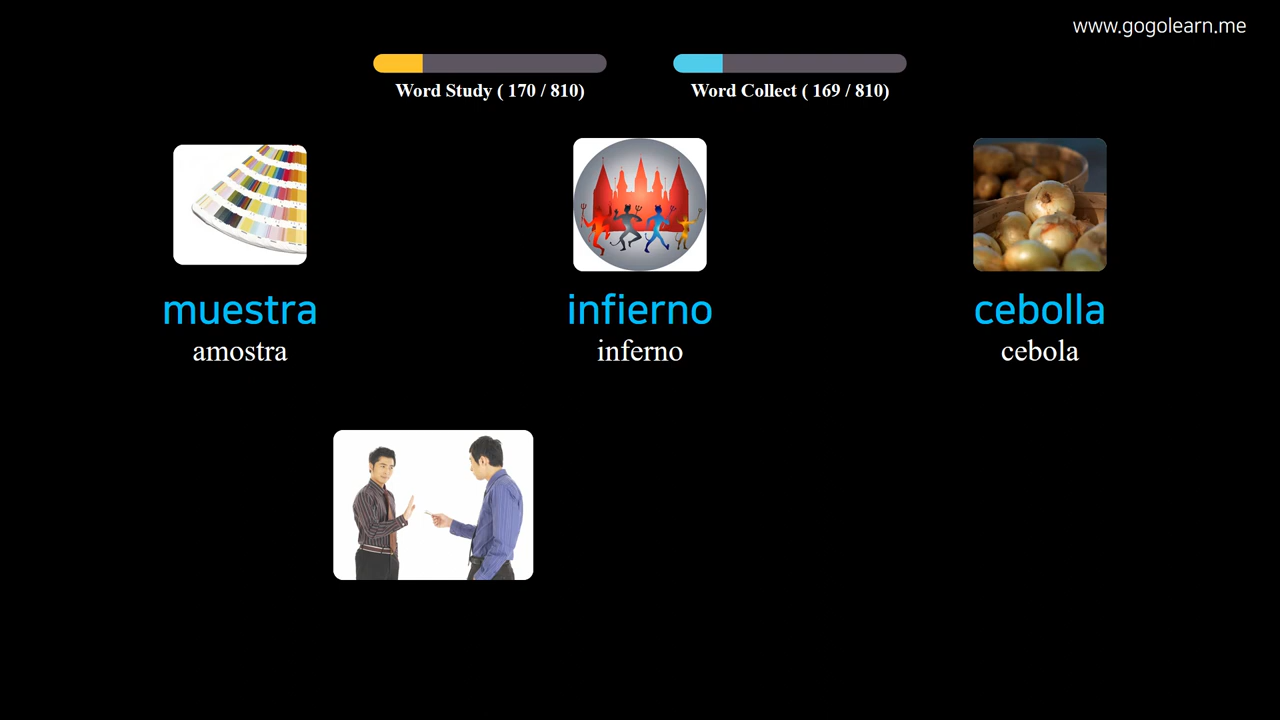 www.gogolearn.me
Word Study ( 170 / 810)
Word Collect ( 169 / 810)
muestra
amostra
infierno
inferno
cebolla
cebola